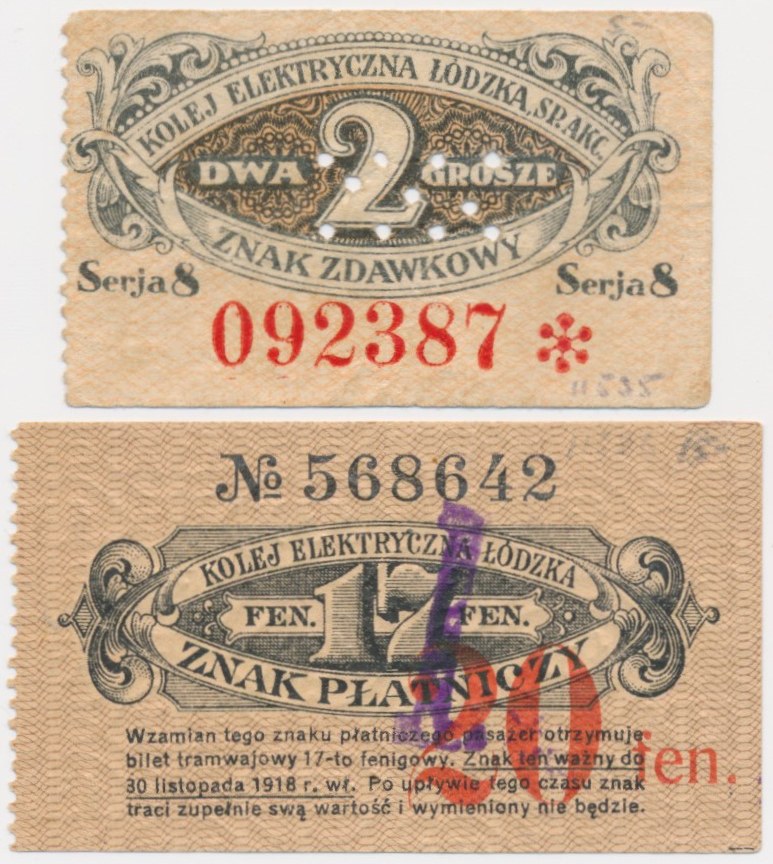 KOLEJ ELEKTRYCZNA ŁÓDZKA, SP. AKC.
DWA 2 GROSZE
ZNAK ZDAWKOWY
Serja 8 Serja 8
092387
№ 568642
KOLEJ ELEKTRYCZNA ŁÓDZKA
FEN. 17 FEN.
ZNAK PŁATNICZY
20 fen.
Wzamian tego znaku płatniczego pasażer otrzymuje
bilet tramwajowy 17-to fenigowy. Znak ten ważny do
30 listopada 1918 r. wł. Po upływie tego czasu znak
traci zupełnie swą wartość i wymieniony nie będzie.